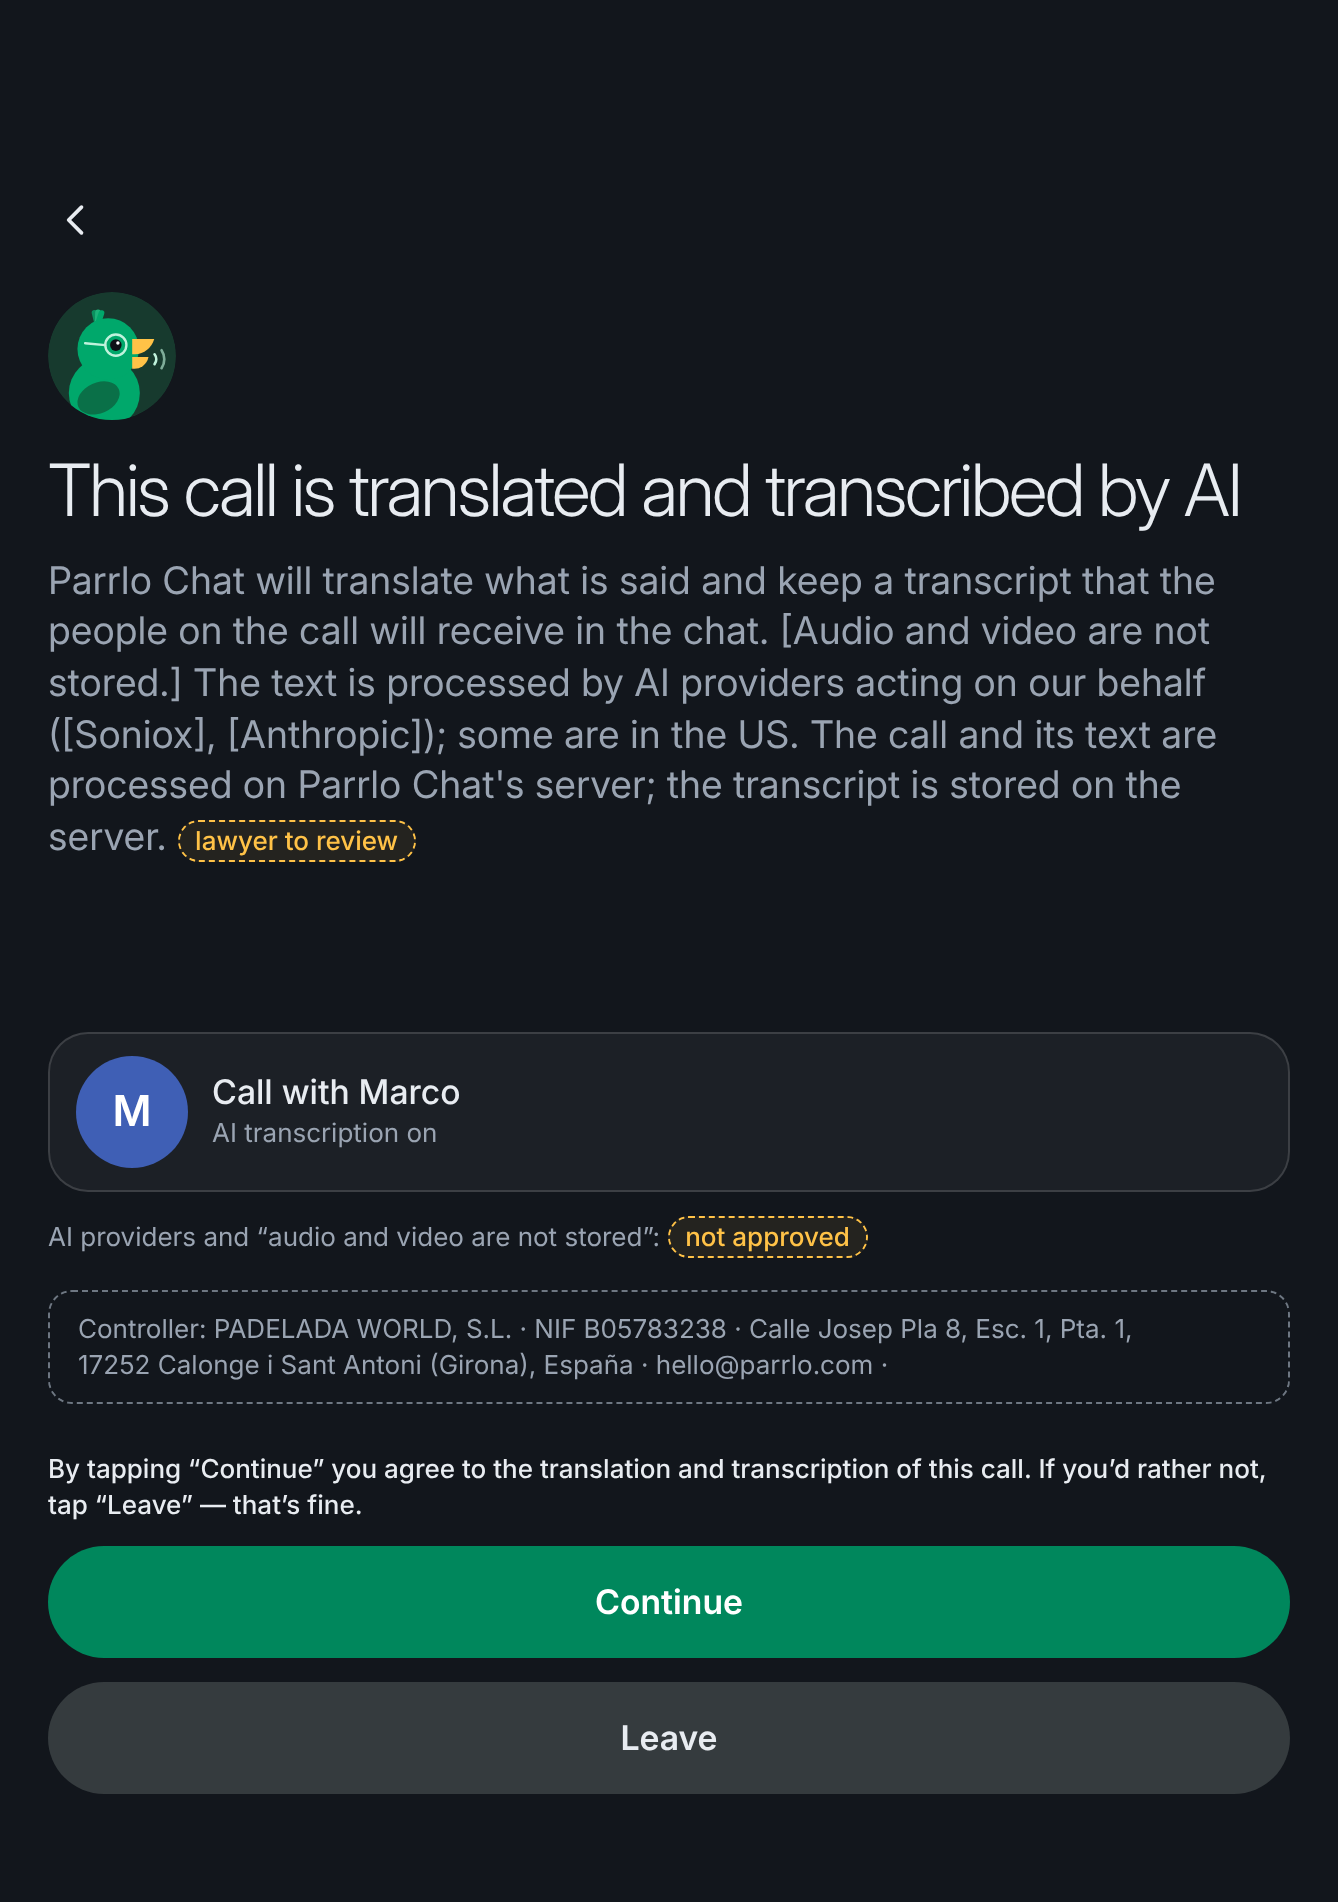 This call is translated and transcribed by AI
Parrlo Chat will translate what is said and keep a transcript that the
people on the call will receive in the chat. [Audio and video are not
stored.] The text is processed by AI providers acting on our behalf
([Soniox], [Anthropic]); some are in the US. The call and its text are
processed on Parrlo Chat's server; the transcript is stored on the
server. lawyer to review
M
Call with Marco
AI transcription on
AI providers and “audio and video are not stored”: not approved
Controller: PADELADA WORLD, S.L. · NIF B05783238 · Calle Josep Pla 8, Esc. 1, Pta. 1,
17252 Calonge i Sant Antoni (Girona), España · hello@parrlo.com ·
By tapping “Continue” you agree to the translation and transcription of this call. If you’d rather not,
tap “Leave” — that’s fine.
Continue
Leave